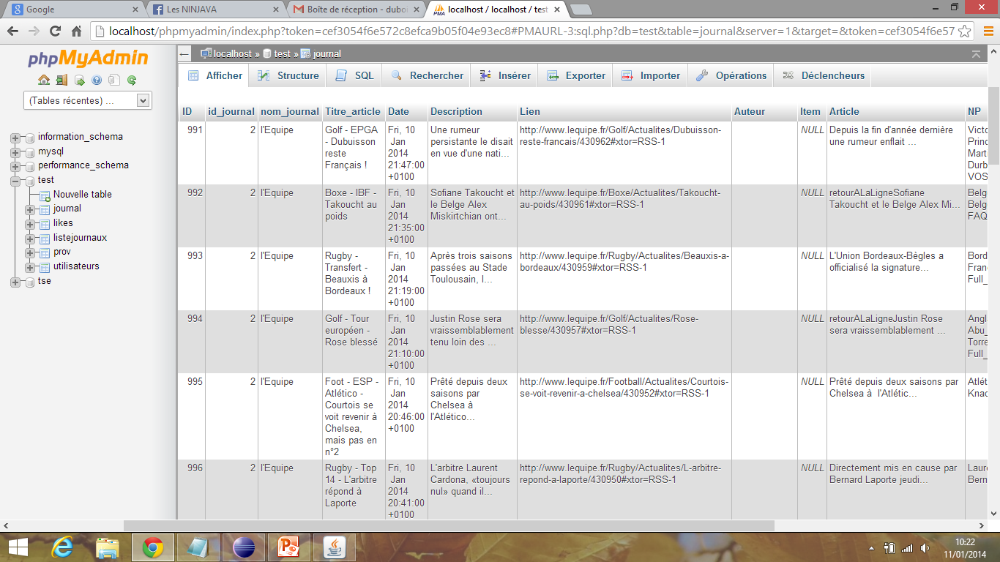 Google
Les NINJAVA
Boîte de réception - duboi
localhost / localhost / test
localhost/phpmyadmin/index.php?token=cef3054f6e572c8efca9b05f04e93ec8#PMAURL-3:sql.php?db=test&table=journal&server=1&target=&token=cef3054f6e57
phpMyAdmin
(Tables récentes) ...
information_schema
mysql
performance_schema
test
Nouvelle table
journal
likes
listejournaux
prov
utilisateurs
tse
localhost » test » journal
Afficher Structure SQL Rechercher Insérer Exporter Importer Opérations Déclencheurs
ID id_journal nom_journal Titre_article Date Description Lien Auteur Item Article NP
991 2 l'Equipe Golf - EPGA Fri, 10 Une rumeur http://www.lequipe.fr/Golf/Actualites/Dubuisson- NULL Depuis la fin d'année dernière Victo
- Dubuisson Jan persistante le disait reste-francais/430962#xtor=RSS-1 une rumeur enflait ... Princ
reste 2014 en vue d'une nati... Marti
Français ! 21:47:00 Durb
+0100 VOS
992 2 l'Equipe Boxe - IBF - Fri, 10 Sofiane Takoucht et http://www.lequipe.fr/Boxe/Actualites/Takoucht- NULL retourALaLigneSofiane Belg
Takoucht au Jan le Belge Alex au-poids/430961#xtor=RSS-1 Takoucht et le Belge Alex Mi... Belg
poids 2014 Miskirtchian ont... FAQ
21:35:00
+0100
993 2 l'Equipe Rugby - Fri, 10 Après trois saisons http://www.lequipe.fr/Rugby/Actualites/Beauxis-a- NULL L'Union Bordeaux-Bègles a Bord
Transfert - Jan passées au Stade bordeaux/430959#xtor=RSS-1 officialisé la signature... Franc
Beauxis à 2014 Toulousain, l... Full_
Bordeaux ! 21:19:00
+0100
994 2 l'Equipe Golf - Tour Fri, 10 Justin Rose sera http://www.lequipe.fr/Golf/Actualites/Rose- NULL retourALaLigneJustin Rose Angl
européen - Jan vraissemblablement blesse/430957#xtor=RSS-1 sera vraissemblablement ... Abu_
Rose blessé 2014 tenu loin des ... Torre
21:10:00 Full_
+0100
995 2 l'Equipe Foot - ESP - Fri, 10 Prêté depuis deux http://www.lequipe.fr/Football/Actualites/Courtois- NULL Prêté depuis deux saisons par Atlét
Atlético - Jan saisons par se-voit-revenir-a-chelsea/430952#xtor=RSS-1 Chelsea à l'Atlétic... Knac
Courtois se 2014 Chelsea à
voit revenir à 20:46:00 l'Atlético...
Chelsea, +0100
mais pas en
n°2
996 2 l'Equipe Rugby - Top Fri, 10 L'arbitre Laurent http://www.lequipe.fr/Rugby/Actualites/L-arbitre- NULL Directement mis en cause par Laure
14 - L'arbitre Jan Cardona, «toujours repond-a-laporte/430950#xtor=RSS-1 Bernard Laporte jeudi... Bern
répond à 2014 nul» quand il...
Laporte 20:41:00
+0100
10:22
11/01/2014